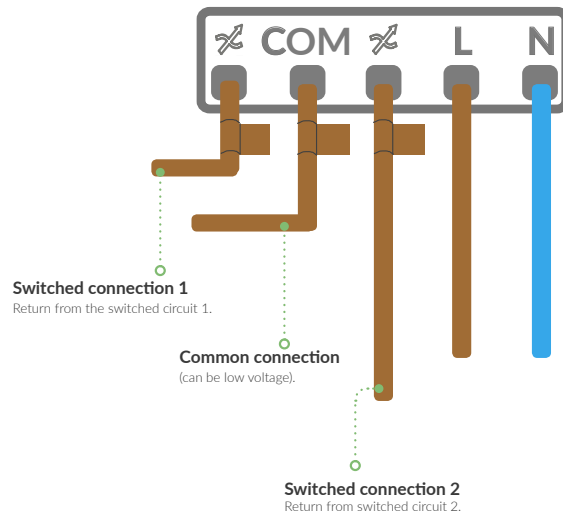 COM L N
Switched connection 1
Return from the switched circuit 1.
Common connection
(can be low voltage).
Switched connection 2
Return from switched circuit 2.